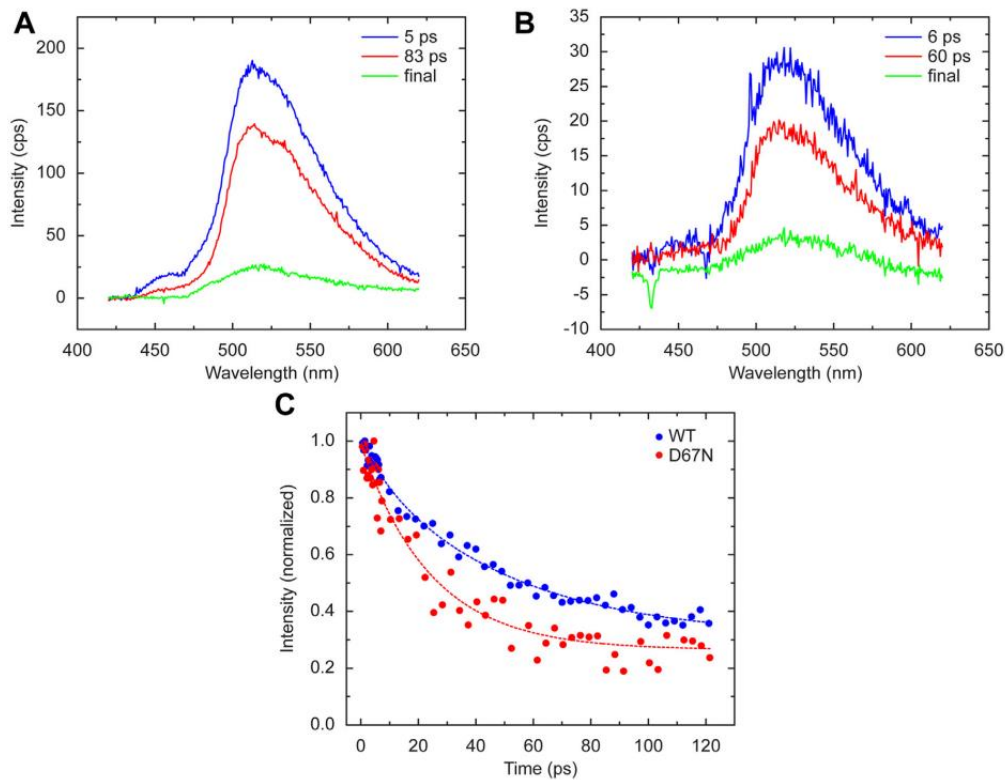 A
5 ps
83 ps
final
200
150
100
50
0
Intensity (cps)
400 450 500 550 600 650
Wavelength (nm)
B
6 ps
60 ps
final
35
30
25
20
15
10
5
0
-5
-10
Intensity (cps)
400 450 500 550 600 650
Wavelength (nm)
C
WT
D67N
1.0
0.8
0.6
0.4
0.2
0.0
Intensity (normalized)
0 20 40 60 80 100 120
Time (ps)